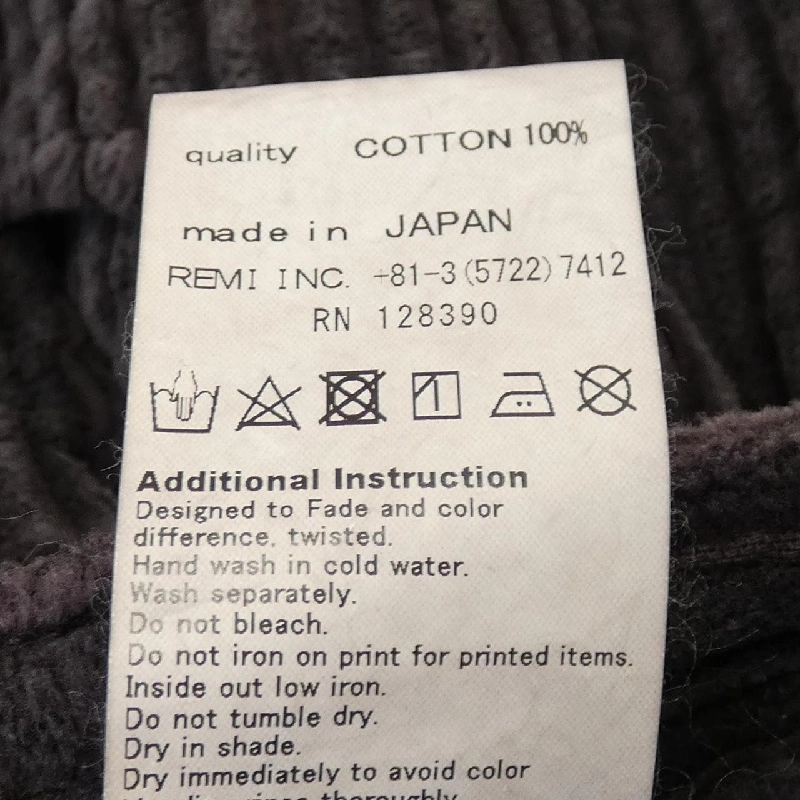 quality COTTON 100%
made in JAPAN
REMI INC. +81-3(5722)7412
RN 128390
Additional Instruction
Designed to Fade and color
difference, twisted.
Hand wash in cold water.
Wash separately.
Do not bleach.
Do not iron on print for printed items.
Inside out low iron.
Do not tumble dry.
Dry in shade.
Dry immediately to avoid color
thoroughly